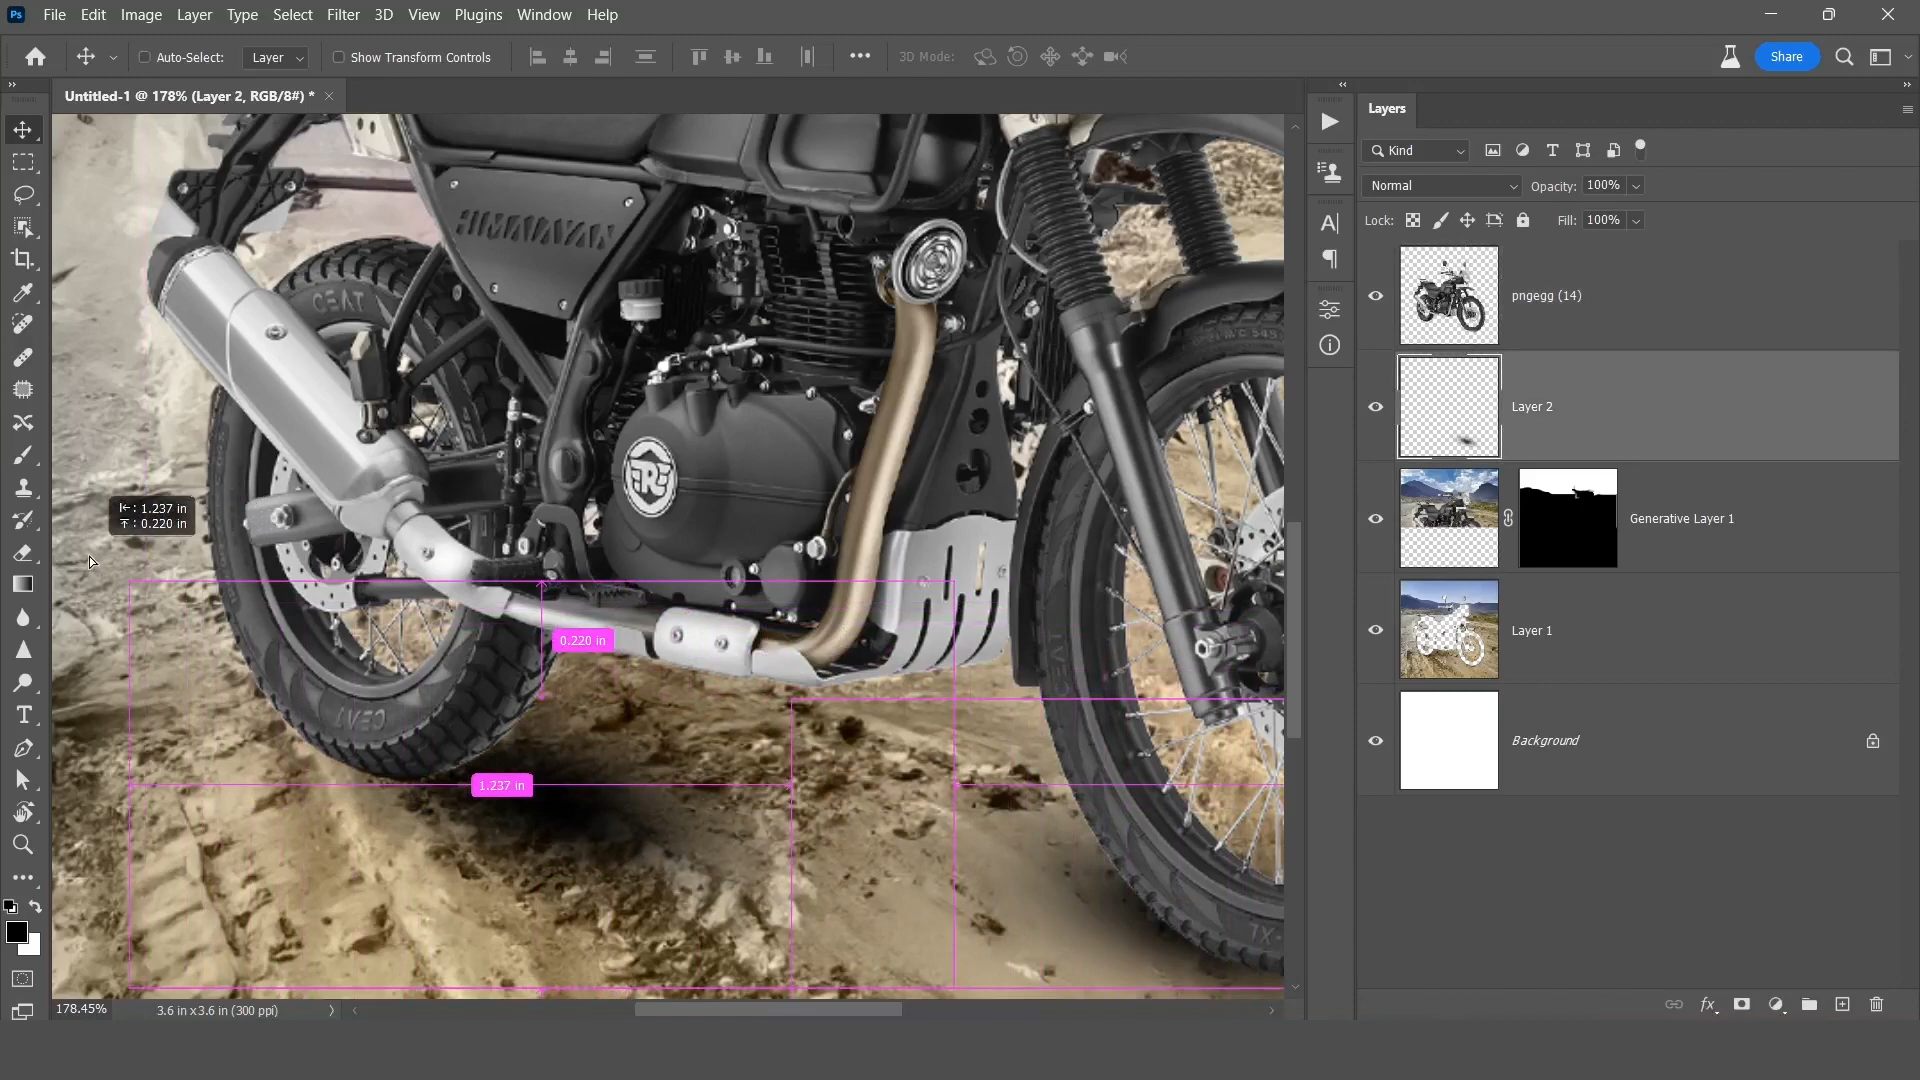 File Edit Image Layer Type Select Filter 3D View Plugins Window Help
Auto-Select: Layer Show Transform Controls 3D Mode: Share
Untitled-1 @ 178% (Layer 2, RGB/8#) *
Layers
Kind
Normal Opacity: 100%
Lock: Fill: 100%
pngegg (14)
Layer 2
Generative Layer 1
Layer 1
Background
HIMALAYAN
CEAT
RE
1.237 in
0.220 in
0.220 in
CEAT
CEAT
1.237 in
178.45% 3.6 in x 3.6 in (300 ppi)